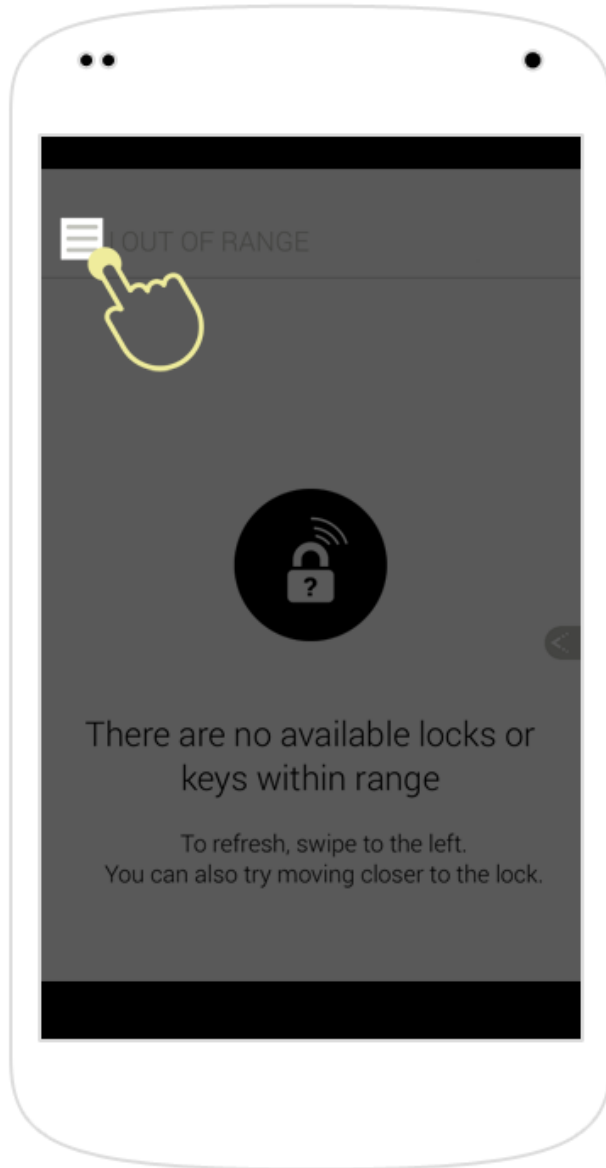 OUT OF RANGE
?
There are no available locks or
keys within range
To refresh, swipe to the left.
You can also try moving closer to the lock.